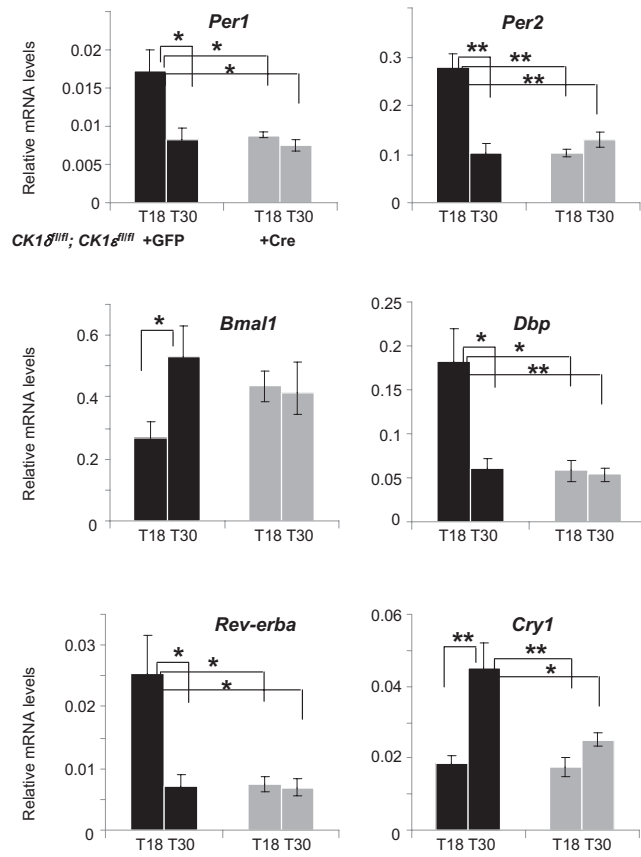 Per1
Relative mRNA levels
0.02
0.015
0.01
0.005
0
*
*
*
T18 T30
CK1δfl/fl; CK1εfl/fl +GFP
+Cre
Per2
0.3
0.2
0.1
0
**
**
**
T18 T30
T18 T30
Bmal1
Relative mRNA levels
0.6
0.4
0.2
0
*
T18 T30
T18 T30
Dbp
0.25
0.2
0.15
0.1
0.05
0
*
*
**
T18 T30
T18 T30
Rev-erba
Relative mRNA levels
0.03
0.02
0.01
0
*
*
*
T18 T30
T18 T30
Cry1
0.06
0.04
0.02
0
**
**
*
T18 T30
T18 T30